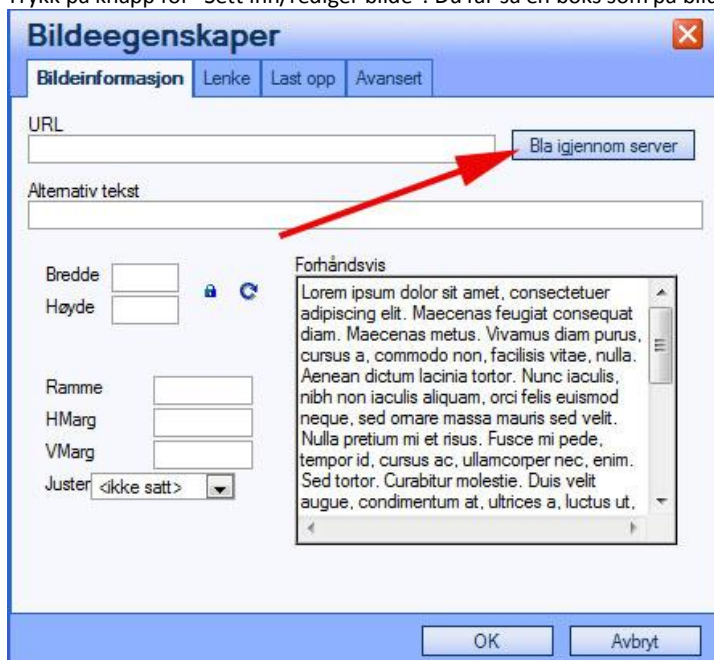 Trykk på knapp for "Sett inn/rediger bilde". Du får så en boks som på bild
Bildeegenskaper
Bildeinformasjon Lenke Last opp Avansert
URL
Bla igjennom server
Alternativ tekst
Bredde
Høyde
Ramme
HMarg
VMarg
Juster <ikke satt>
Forhåndsvis
Lorem ipsum dolor sit amet, consectetuer
adipiscing elit. Maecenas feugiat consequat
diam. Maecenas metus. Vivamus diam purus,
cursus a, commodo non, facilisis vitae, nulla.
Aenean dictum lacinia tortor. Nunc iaculis,
nibh non iaculis aliquam, orci felis euismod
neque, sed ornare massa mauris sed velit.
Nulla pretium mi et risus. Fusce mi pede,
tempor id, cursus ac, ullamcorper nec, enim.
Sed tortor. Curabitur molestie. Duis velit
augue, condimentum at, ultrices a, luctus ut,
OK Avbryt